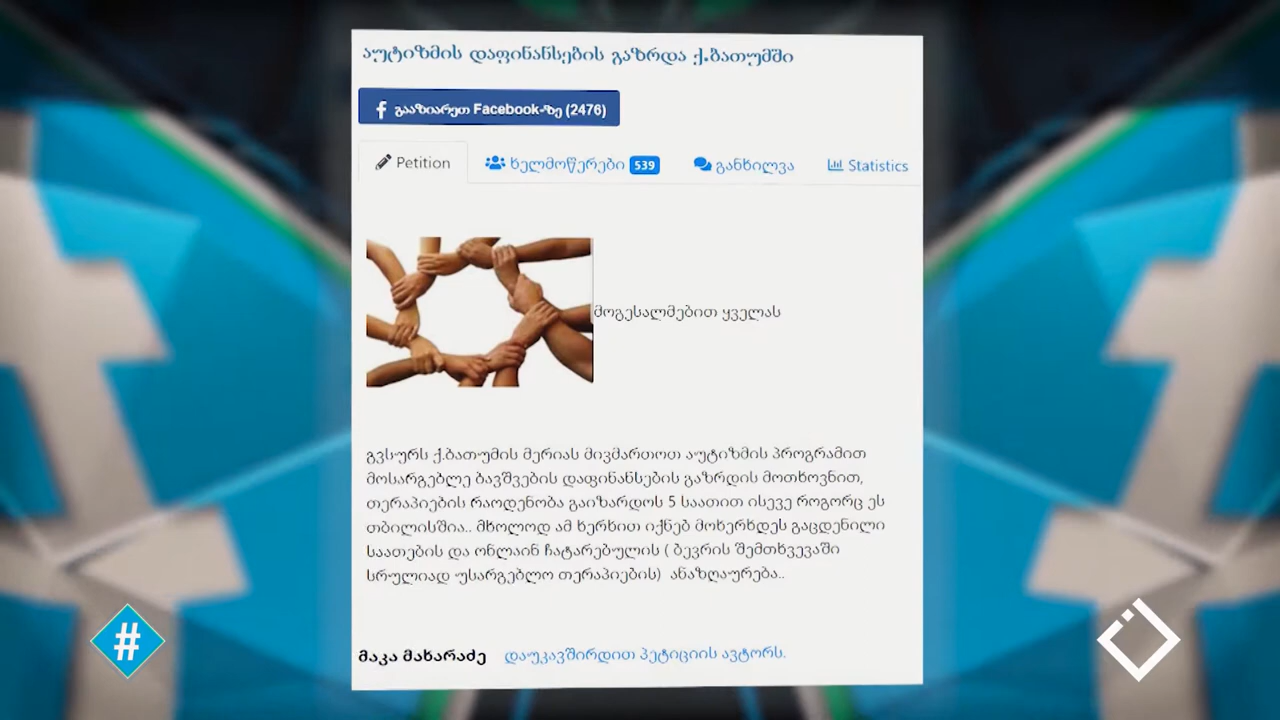 აუტიზმის დაფინანსების გაზრდა ქ.ბათუმში
გააზიარეთ Facebook-ზე (2476)
Petition ხელმოწერები 539 განხილვა Statistics
მოგესალმებით ყველას
გვსურს ქ.ბათუმის მერიას მივმართოთ აუტიზმის პროგრამით
მოსარგებლე ბავშვების დაფინანსების გაზრდის მოთხოვნით,
თერაპიების რაოდენობა გაიზარდოს 5 საათით ისევე როგორც ეს
თბილისშია.. მხოლოდ ამ ხერხით იქნებ მოხერხდეს გაცდენილი
საათების და ონლაინ ჩატარებულის ( ბევრის შემთხვევაში
სრულიად უსარგებლო თერაპიების) ანაზღაურება..
მაკა მახარაძე დაუკავშირდით პეტიციის ავტორს.
#